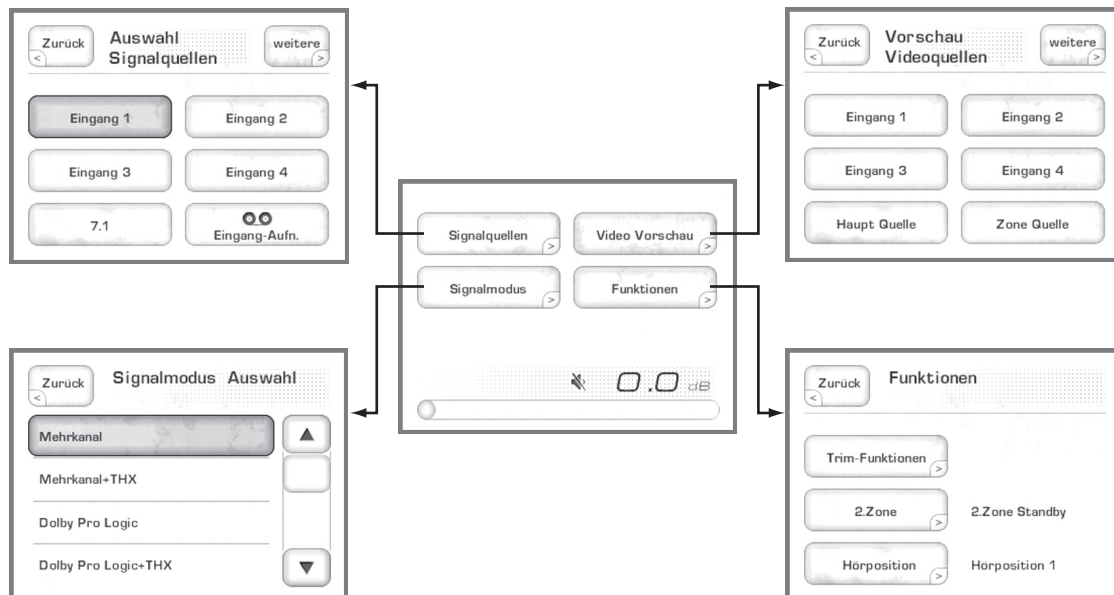 Zurück
<
Auswahl
Signalquellen
weitere
>
Eingang 1
Eingang 2
Eingang 3
Eingang 4
7.1
Eingang-Aufn.
Zurück
<
Vorschau
Videoquellen
weitere
>
Eingang 1
Eingang 2
Eingang 3
Eingang 4
Haupt Quelle
Zone Quelle
Signalquellen
>
Video Vorschau
>
Signalmodus
>
Funktionen
>
0.0 dB
Zurück
<
Signalmodus Auswahl
Mehrkanal
Mehrkanal+THX
Dolby Pro Logic
Dolby Pro Logic+THX
Zurück
<
Funktionen
Trim-Funktionen
>
2.Zone
>
2.Zone Standby
Hörposition
>
Hörposition 1